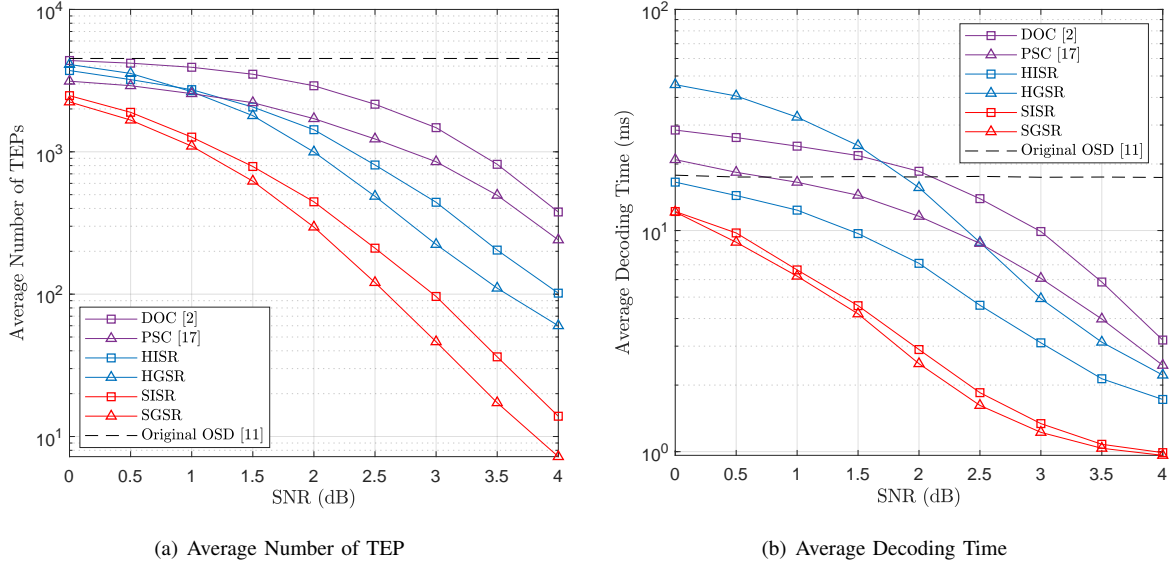 10^4
10^3
10^2
10^1
Average Number of TEPs
DOC [2]
PSC [17]
HISR
HGSR
SISR
SGSR
Original OSD [11]
0 0.5 1 1.5 2 2.5 3 3.5 4
SNR (dB)
(a) Average Number of TEP
10^2
10^1
10^0
Average Decoding Time (ms)
DOC [2]
PSC [17]
HISR
HGSR
SISR
SGSR
Original OSD [11]
0 0.5 1 1.5 2 2.5 3 3.5 4
SNR (dB)
(b) Average Decoding Time